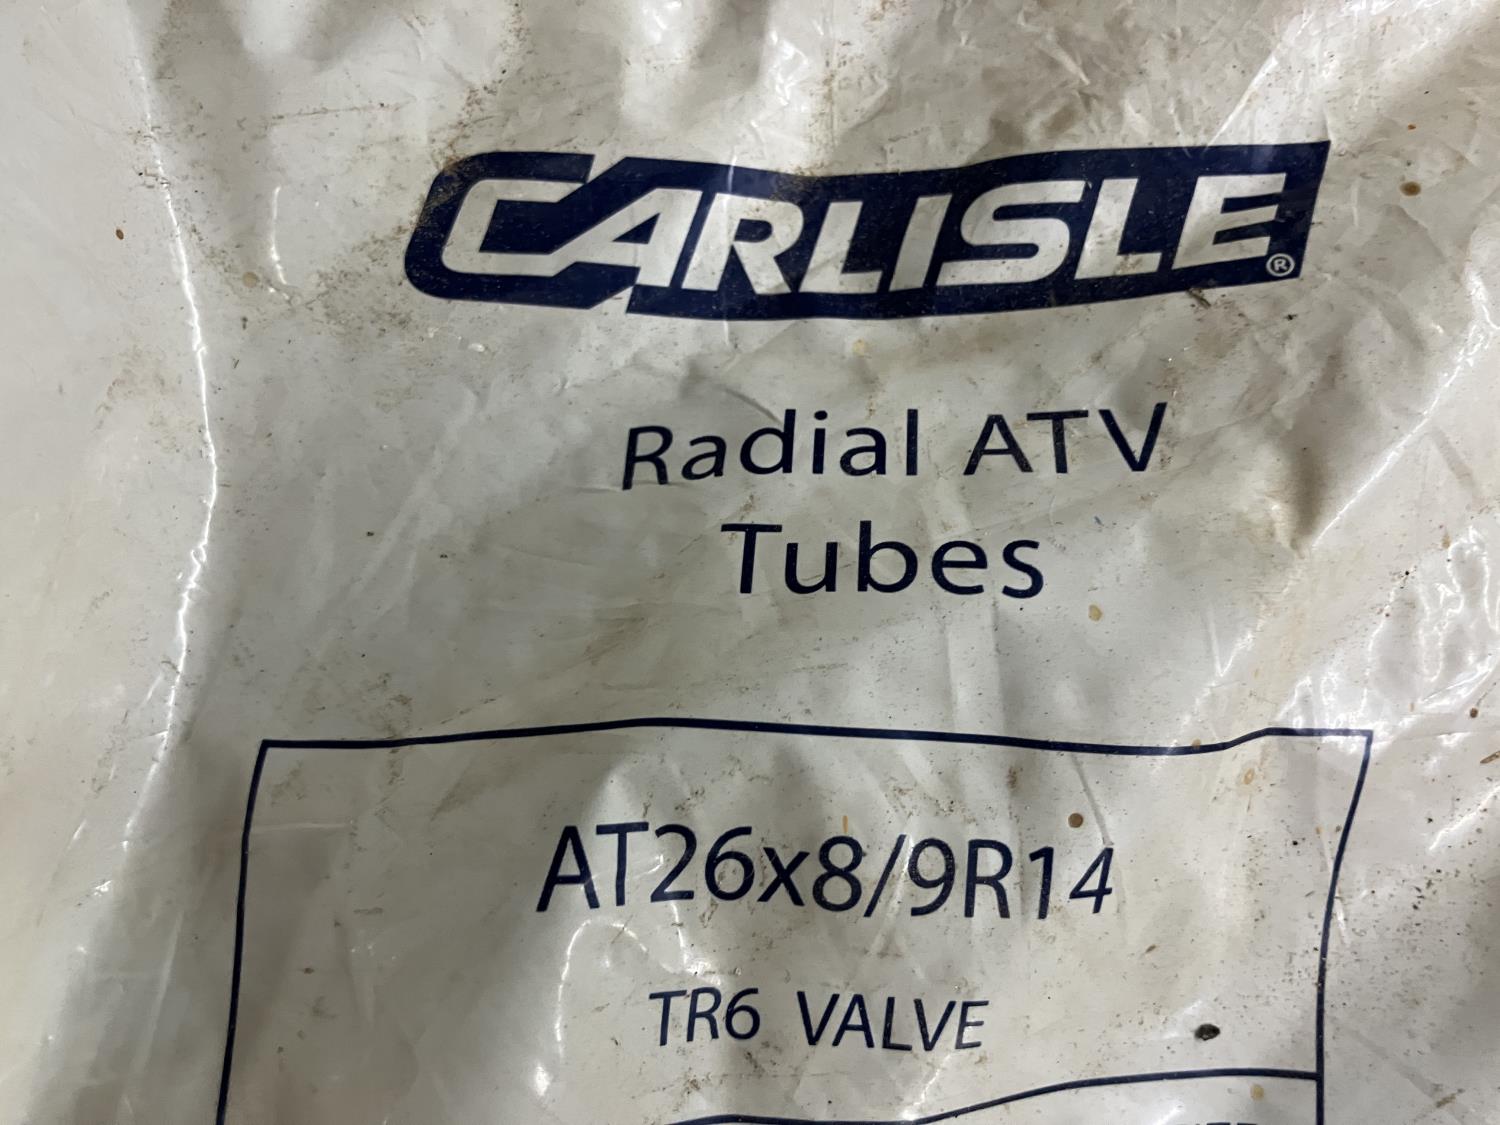 CARLISLE®
Radial ATV
Tubes
AT26x8/9R14
TR6 VALVE